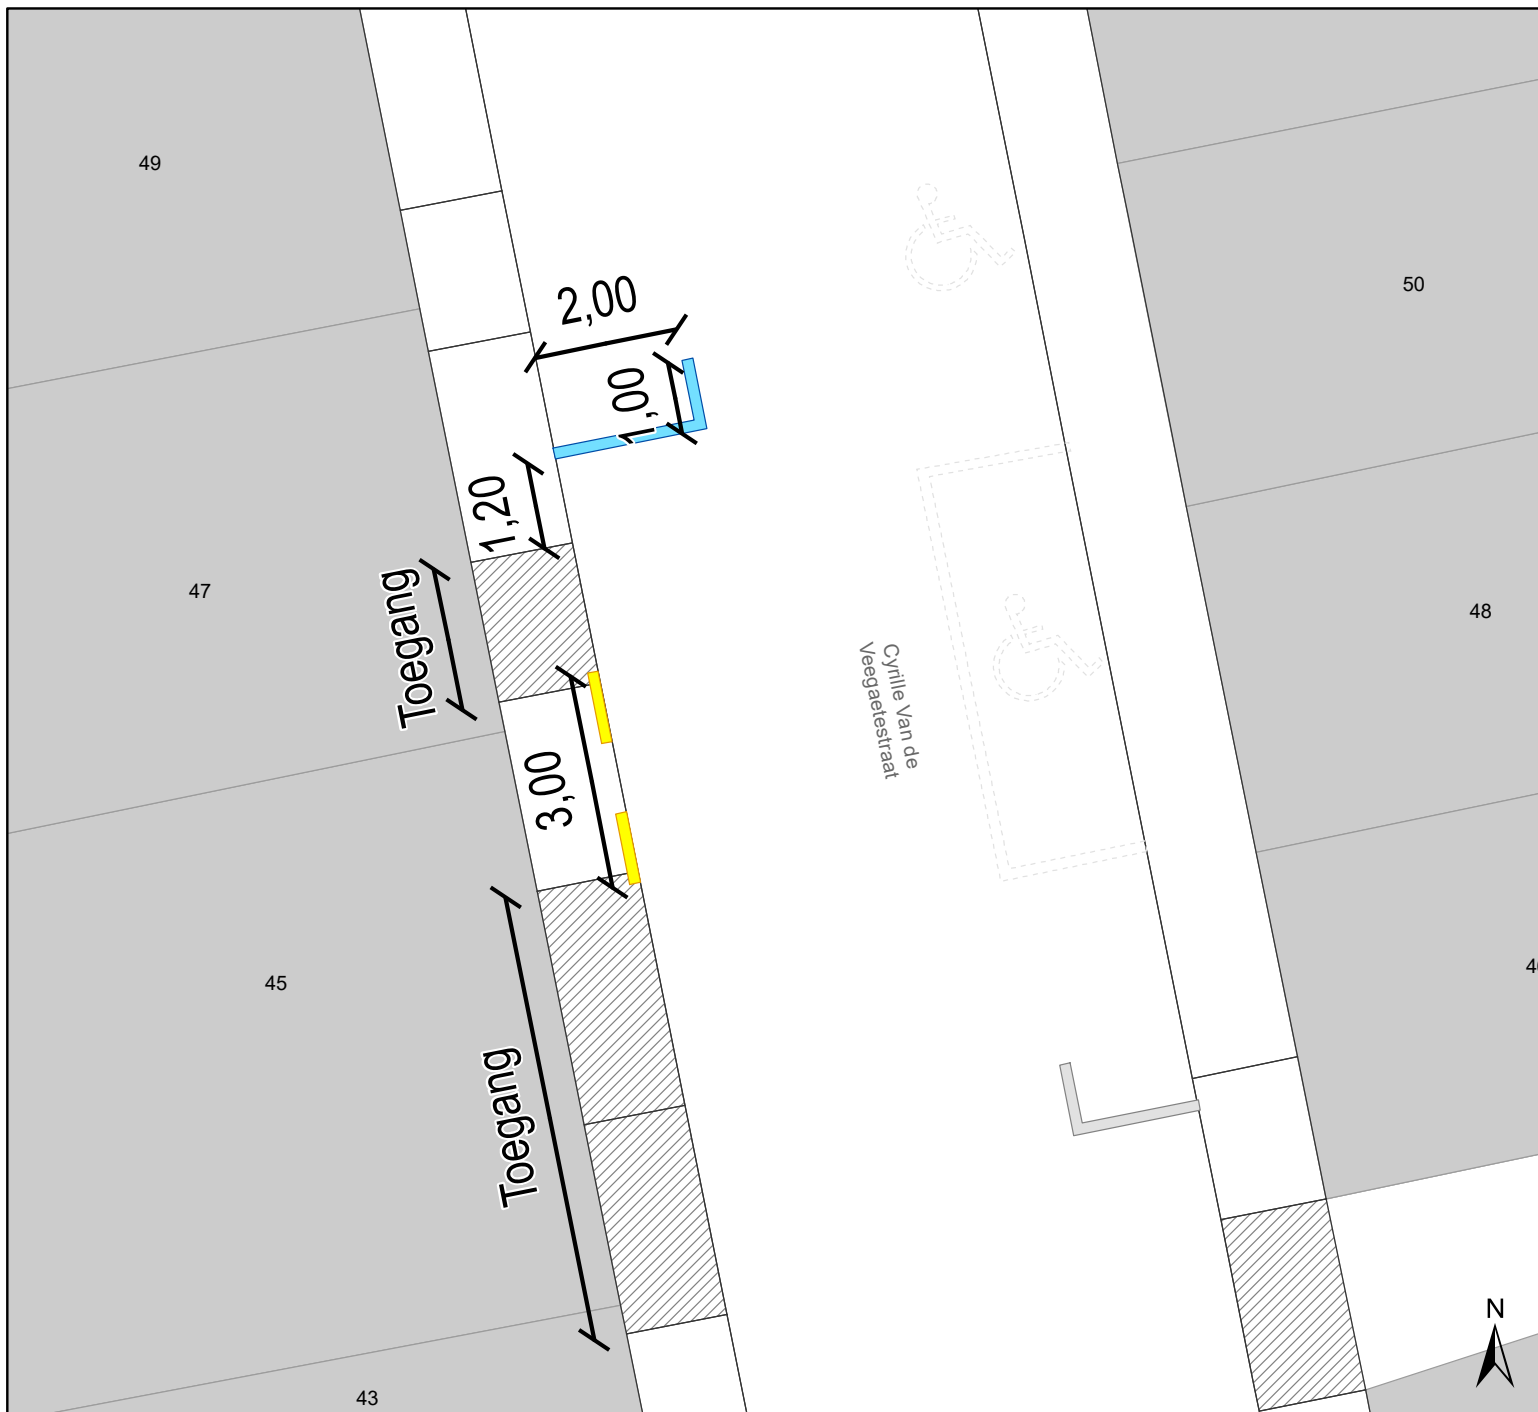 49
50
2,00
1,00
1,20
47
Toegang
48
Cyrille Van de
Veegaetestraat
3,00
45
Toegang
N
43